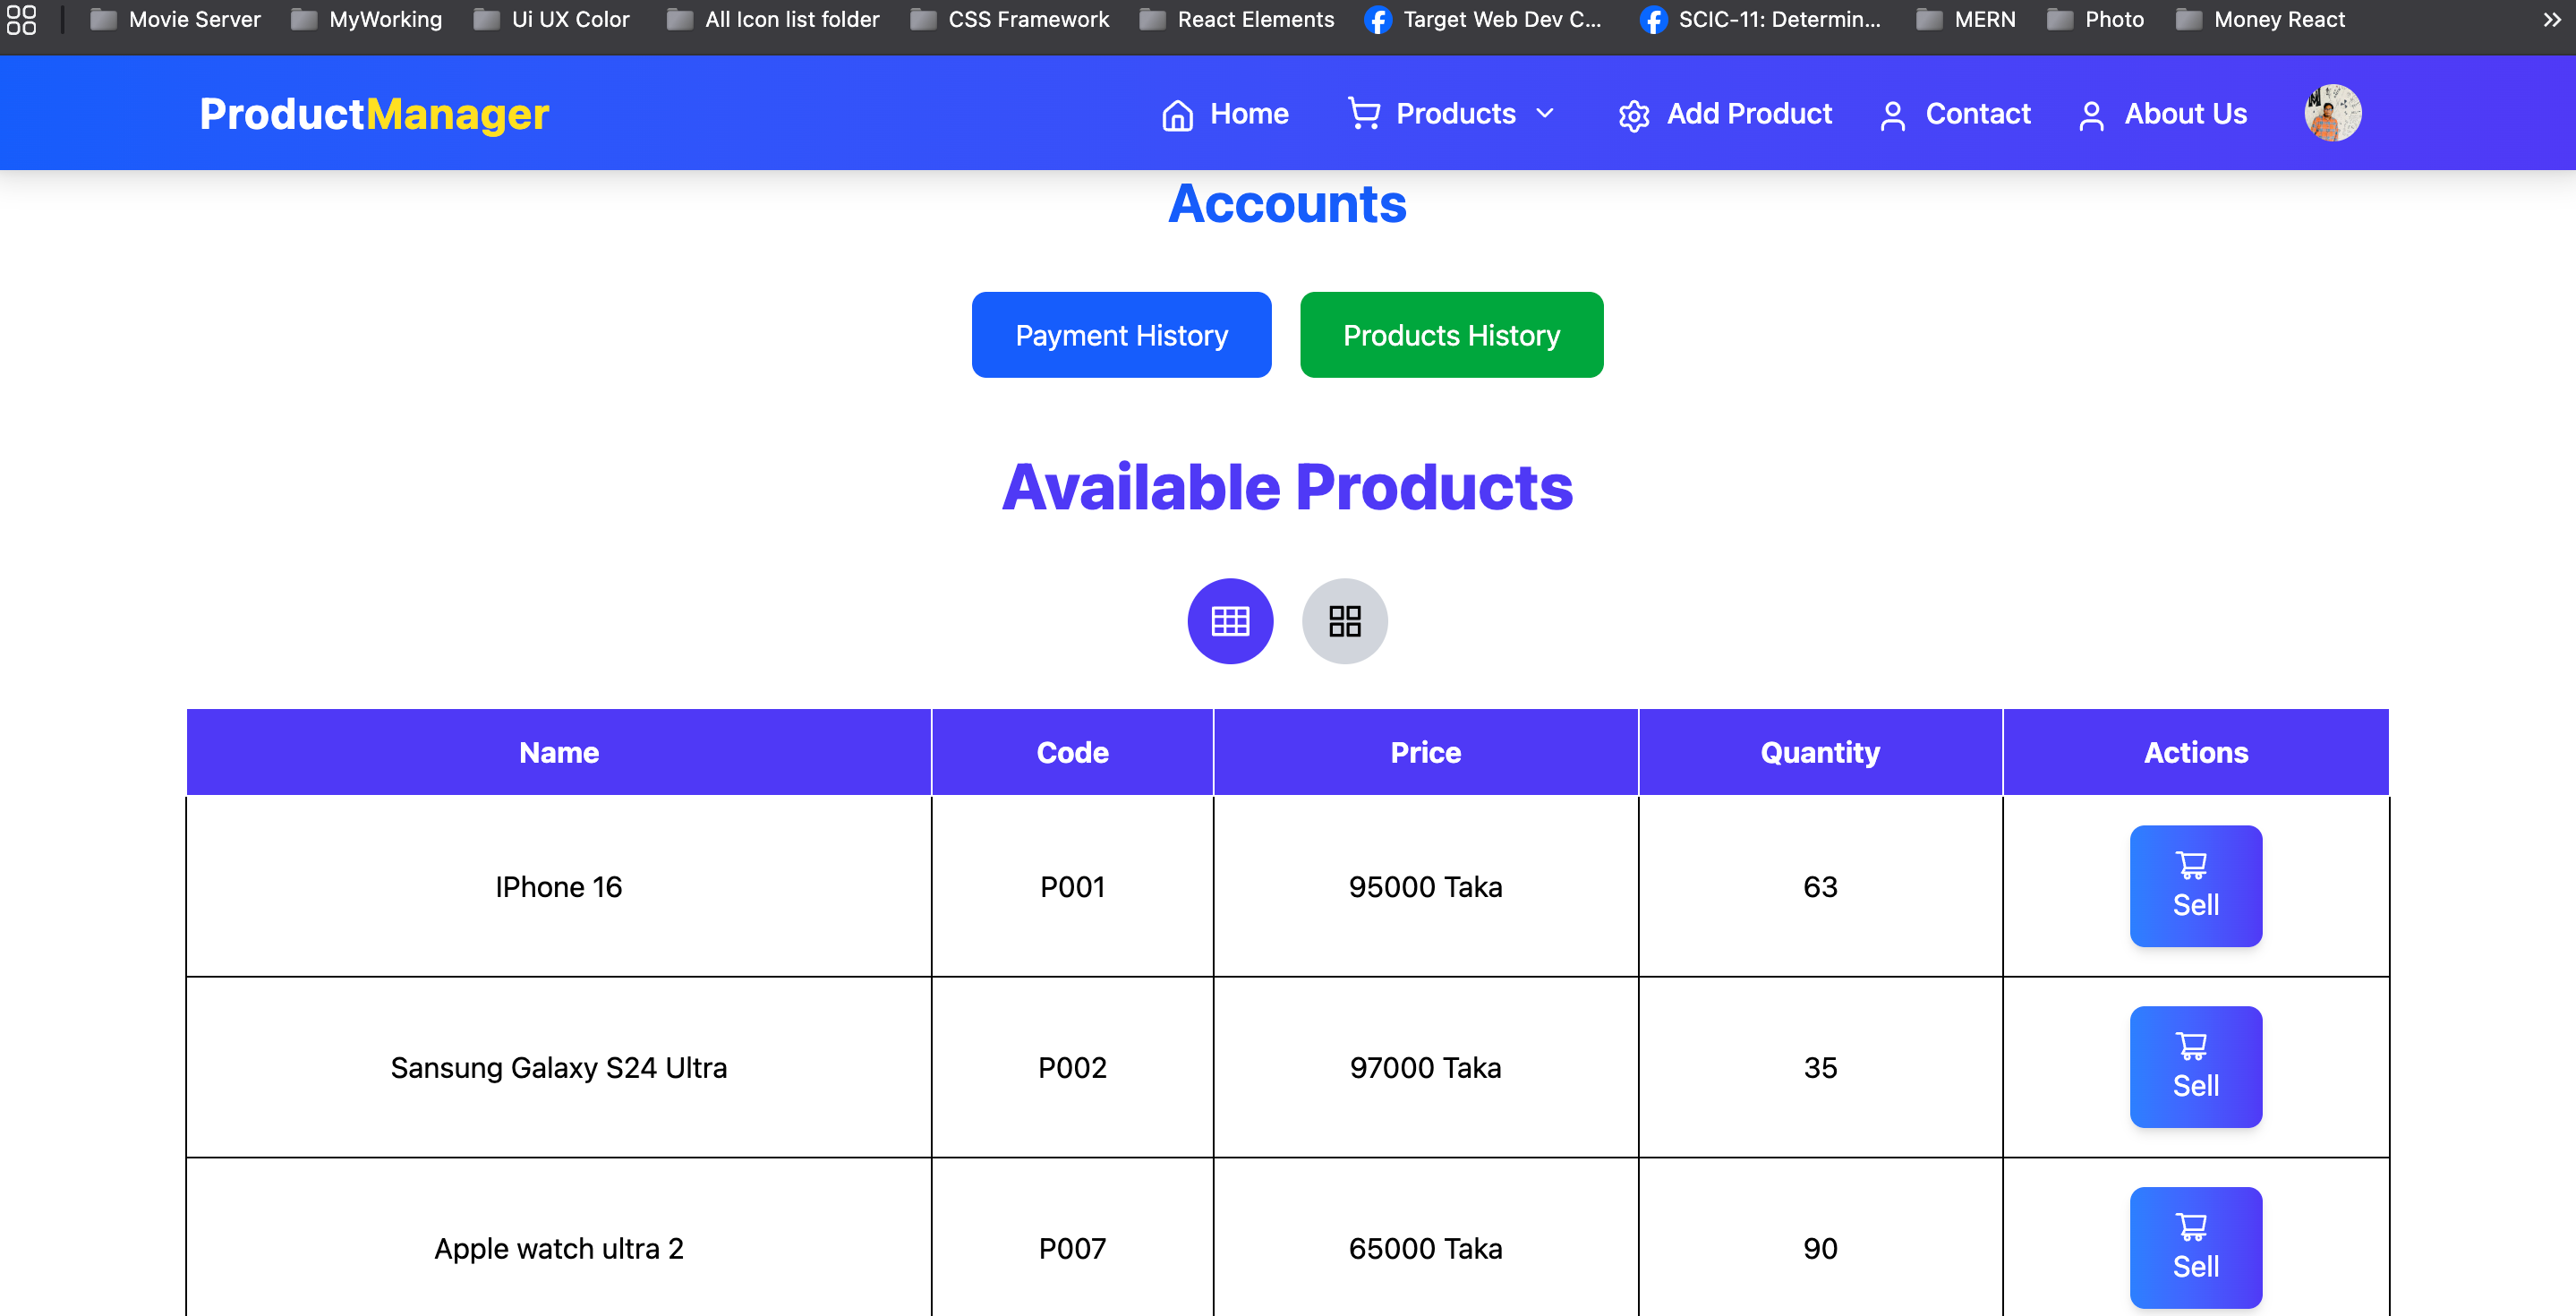 Movie Server MyWorking Ui UX Color All Icon list folder CSS Framework React Elements Target Web Dev C... SCIC-11: Determin... MERN Photo Money React
ProductManager Home Products Add Product Contact About Us
Accounts
Payment History Products History
Available Products
Name Code Price Quantity Actions
IPhone 16 P001 95000 Taka 63 Sell
Sansung Galaxy S24 Ultra P002 97000 Taka 35 Sell
Apple watch ultra 2 P007 65000 Taka 90 Sell